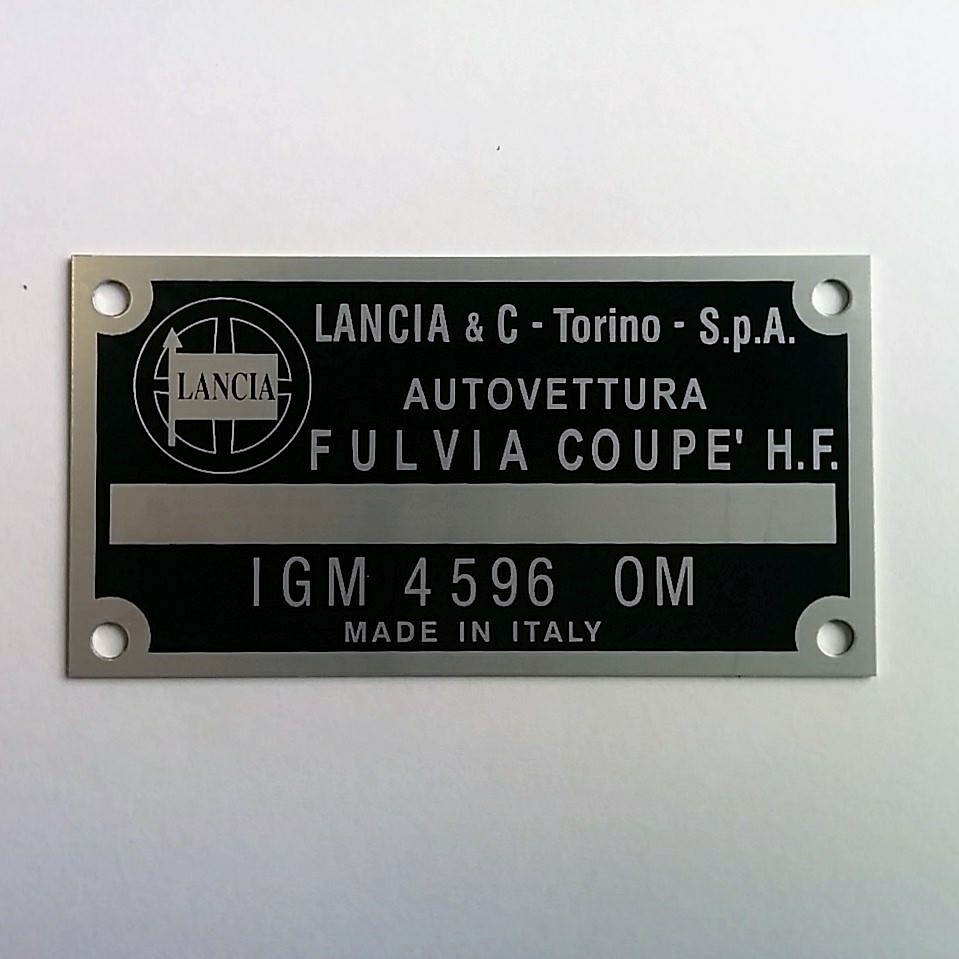 LANCIA
LANCIA & C - Torino - S.p.A.
AUTOVETTURA
FULVIA COUPE' H.F.
IGM 4596 OM
MADE IN ITALY